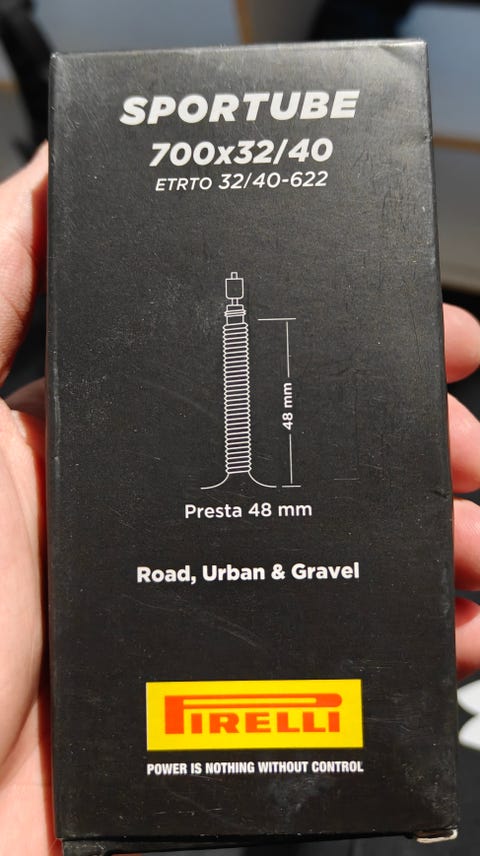 SPORTUBE
700x32/40
ETRTO 32/40-622
48 mm
Presta 48 mm
Road, Urban & Gravel
PIRELLI
POWER IS NOTHING WITHOUT CONTROL